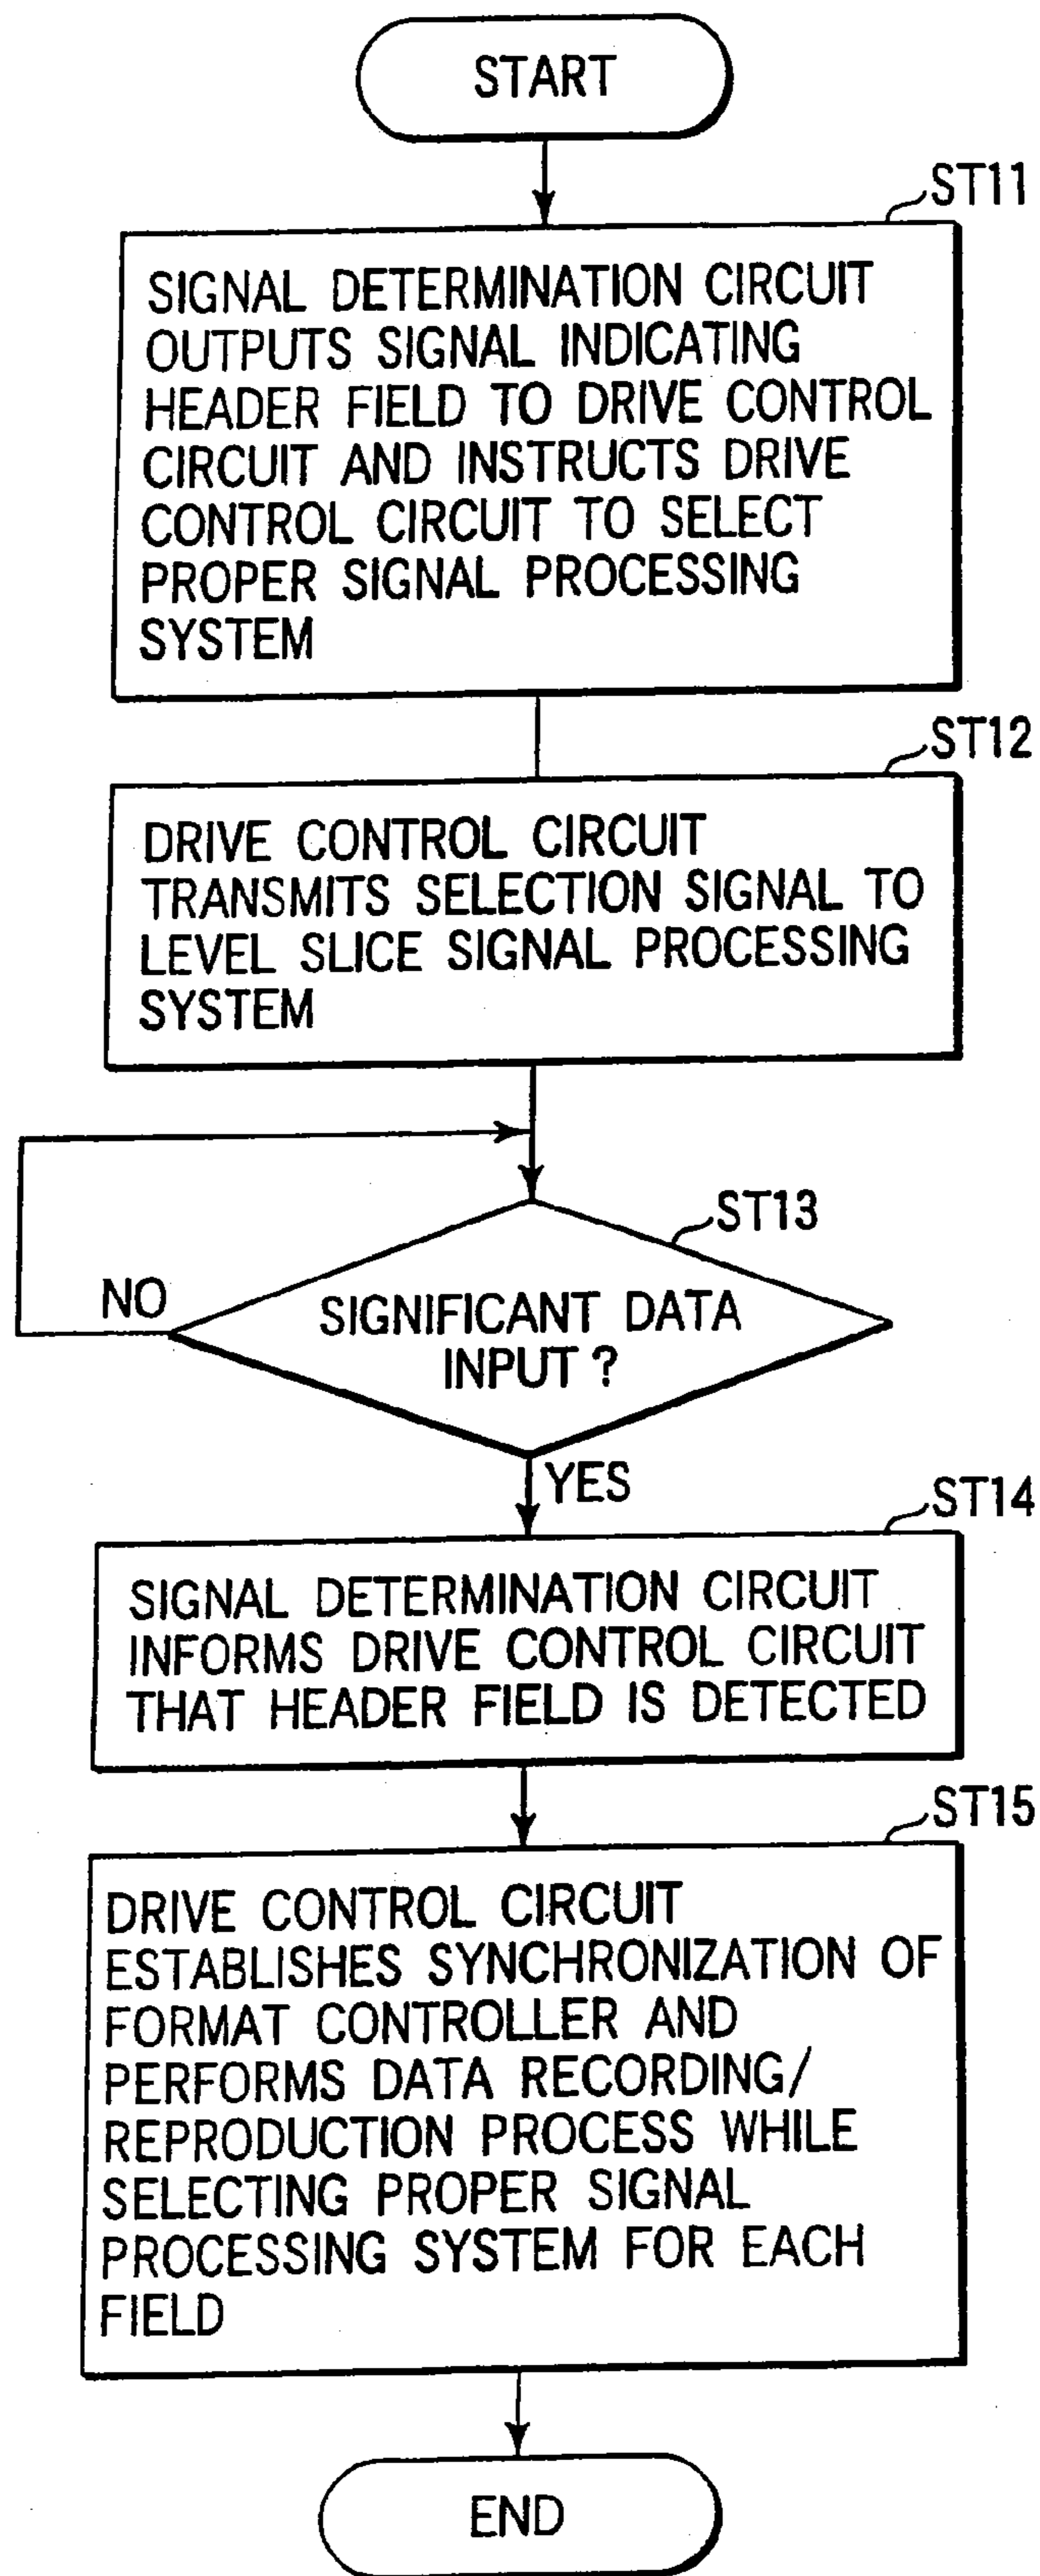 START
ST11
SIGNAL DETERMINATION CIRCUIT
OUTPUTS SIGNAL INDICATING
HEADER FIELD TO DRIVE CONTROL
CIRCUIT AND INSTRUCTS DRIVE
CONTROL CIRCUIT TO SELECT
PROPER SIGNAL PROCESSING
SYSTEM
ST12
DRIVE CONTROL CIRCUIT
TRANSMITS SELECTION SIGNAL TO
LEVEL SLICE SIGNAL PROCESSING
SYSTEM
ST13
NO
SIGNIFICANT DATA
INPUT ?
YES
ST14
SIGNAL DETERMINATION CIRCUIT
INFORMS DRIVE CONTROL CIRCUIT
THAT HEADER FIELD IS DETECTED
ST15
DRIVE CONTROL CIRCUIT
ESTABLISHES SYNCHRONIZATION OF
FORMAT CONTROLLER AND
PERFORMS DATA RECORDING/
REPRODUCTION PROCESS WHILE
SELECTING PROPER SIGNAL
PROCESSING SYSTEM FOR EACH
FIELD
END